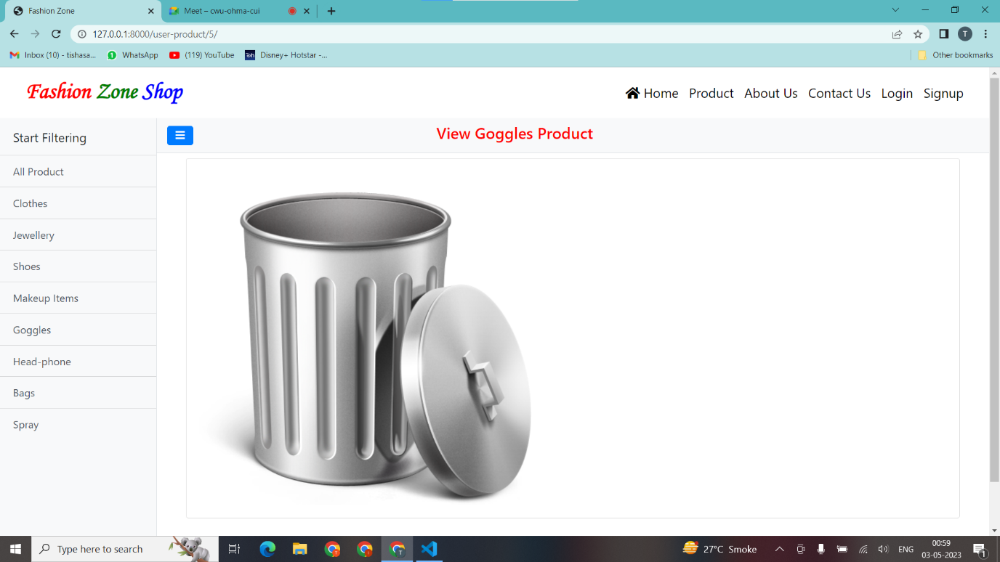 Fashion Zone
Meet – cwu-ohma-cui
127.0.0.1:8000/user-product/5/
T
Inbox (10) - tishasa...
1
WhatsApp
(119) YouTube
Disney+ Hotstar -...
Other bookmarks
Fashion Zone Shop
Home
Product
About Us
Contact Us
Login
Signup
Start Filtering
View Goggles Product
All Product
Clothes
Jewellery
Shoes
Makeup Items
Goggles
Head-phone
Bags
Spray
Type here to search
27°C Smoke
ENG
00:59
03-05-2023
1